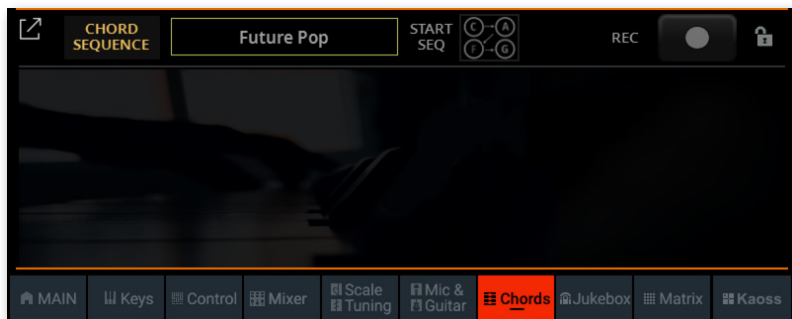 CHORD
SEQUENCE
Future Pop
START
SEQ
C
A
F
G
REC
MAIN
Keys
Control
Mixer
Scale
Tuning
Mic &
Guitar
Chords
Jukebox
Matrix
Kaoss